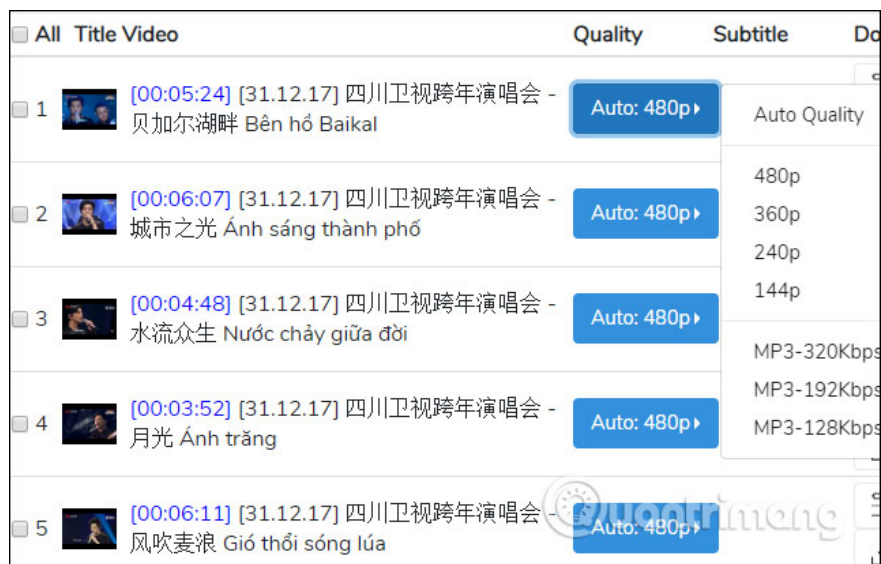 All Title Video Quality Subtitle Do
1 [00:05:24] [31.12.17] 四川卫视跨年演唱会 -
贝加尔湖畔 Bên hồ Baikal
Auto: 480p
Auto Quality
480p
360p
240p
144p
MP3-320Kbps
MP3-192Kbps
MP3-128Kbps
2 [00:06:07] [31.12.17] 四川卫视跨年演唱会 -
城市之光 Ánh sáng thành phố
Auto: 480p
3 [00:04:48] [31.12.17] 四川卫视跨年演唱会 -
水流众生 Nước chảy giữa đời
Auto: 480p
4 [00:03:52] [31.12.17] 四川卫视跨年演唱会 -
月光 Ánh trăng
Auto: 480p
5 [00:06:11] [31.12.17] 四川卫视跨年演唱会 -
风吹麦浪 Gió thổi sóng lúa
Auto: 480p
Quantrimang